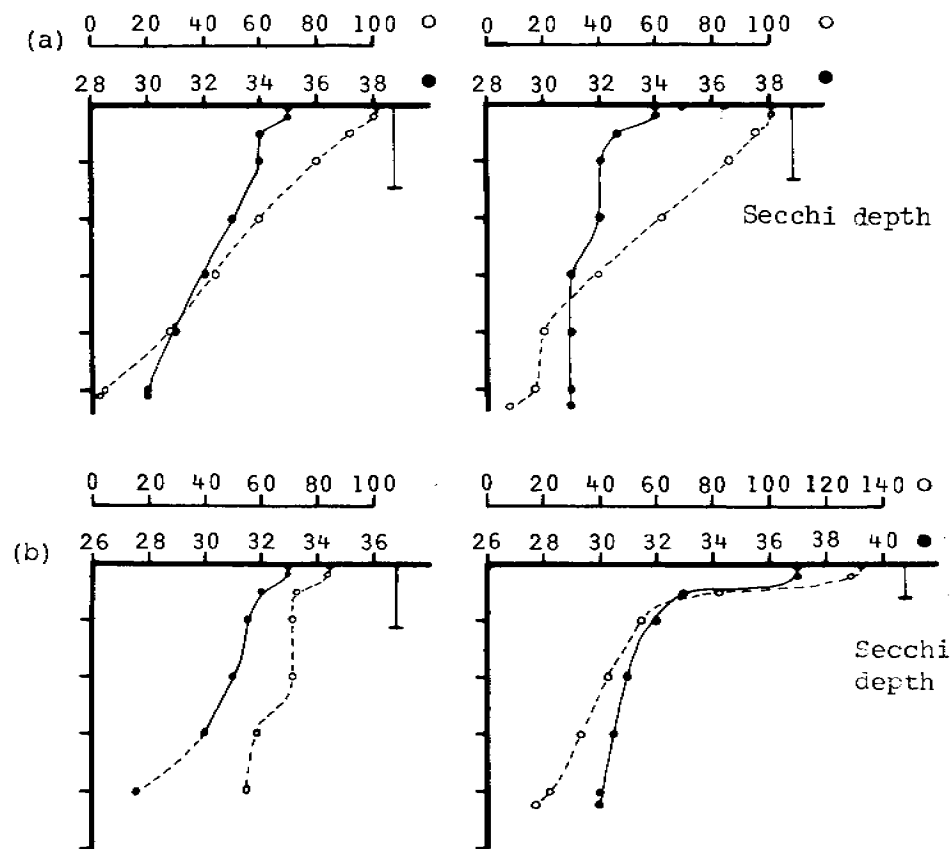 (a) 0 20 40 60 80 100
0 20 40 60 80 100
28 30 32 34 36 38
28 30 32 34 36 38
Secchi depth
(b) 0 20 40 60 80 100
0 20 40 60 80 100 120 140
26 28 30 32 34 36
26 28 30 32 34 36 38 40
Secchi
depth